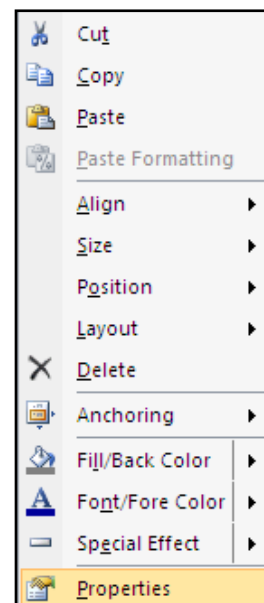 Cut
Copy
Paste
Paste Formatting
Align
Size
Position
Layout
Delete
Anchoring
Fill/Back Color
Font/Fore Color
Special Effect
Properties